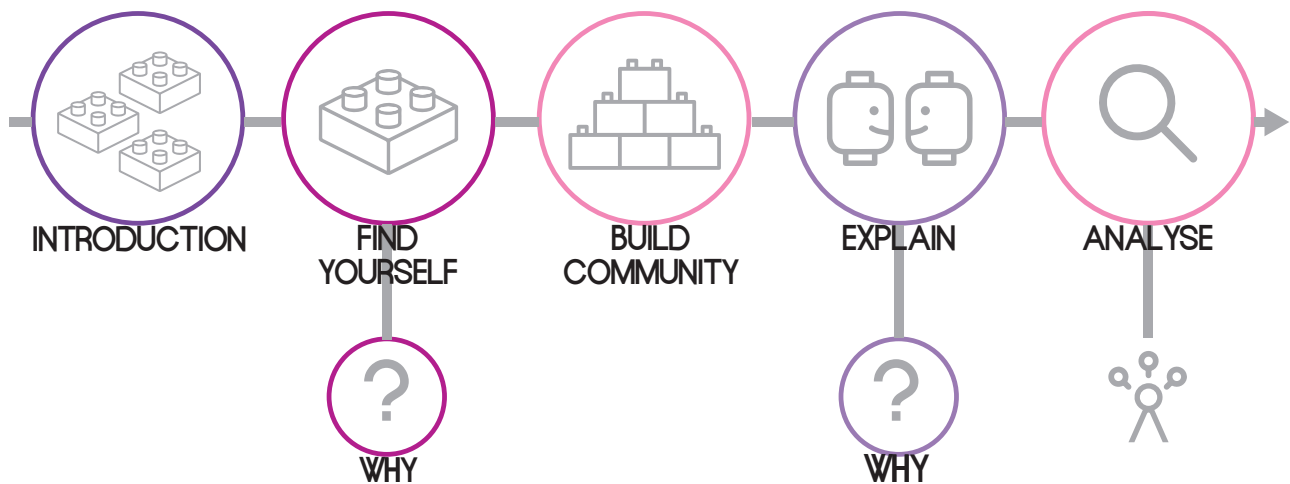 INTRODUCTION
FIND
YOURSELF
BUILD
COMMUNITY
EXPLAIN
ANALYSE
?
WHY
?
WHY